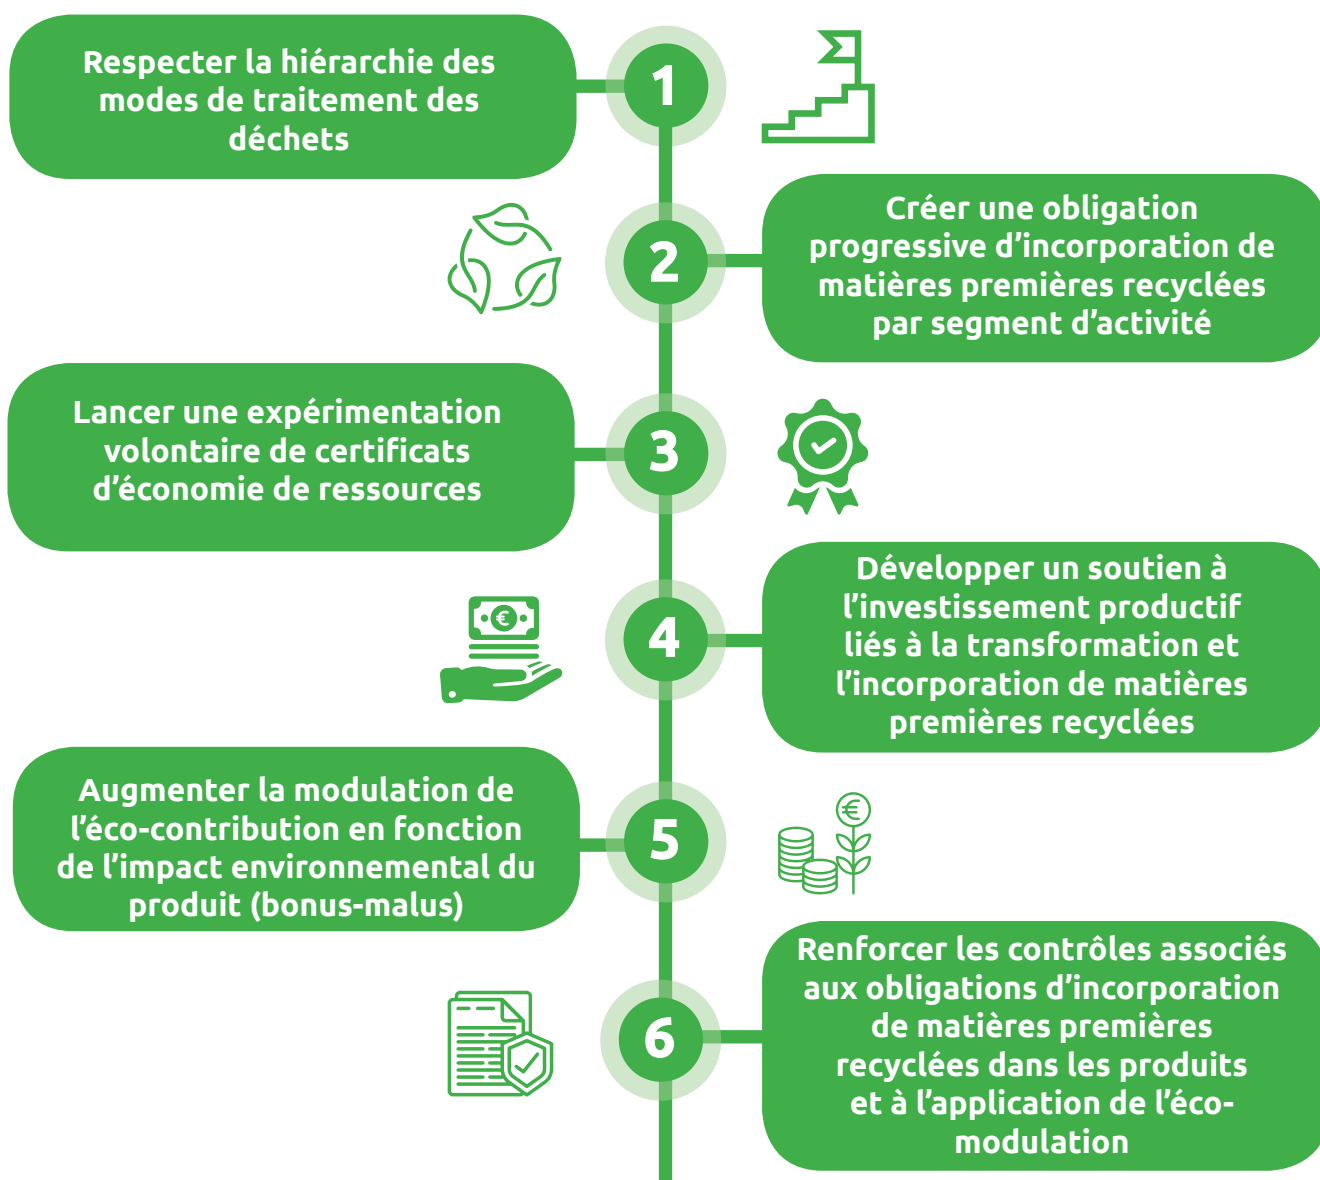 Respecter la hiérarchie des
modes de traitement des
déchets
1
2
Créer une obligation
progressive d’incorporation de
matières premières recyclées
par segment d’activité
Lancer une expérimentation
volontaire de certificats
d’économie de ressources
3
4
Développer un soutien à
l’investissement productif
liés à la transformation et
l’incorporation de matières
premières recyclées
€
Augmenter la modulation de
l’éco-contribution en fonction
de l’impact environnemental du
produit (bonus-malus)
5
€
6
Renforcer les contrôles associés
aux obligations d’incorporation
de matières premières
recyclées dans les produits
et à l’application de l’éco-
modulation